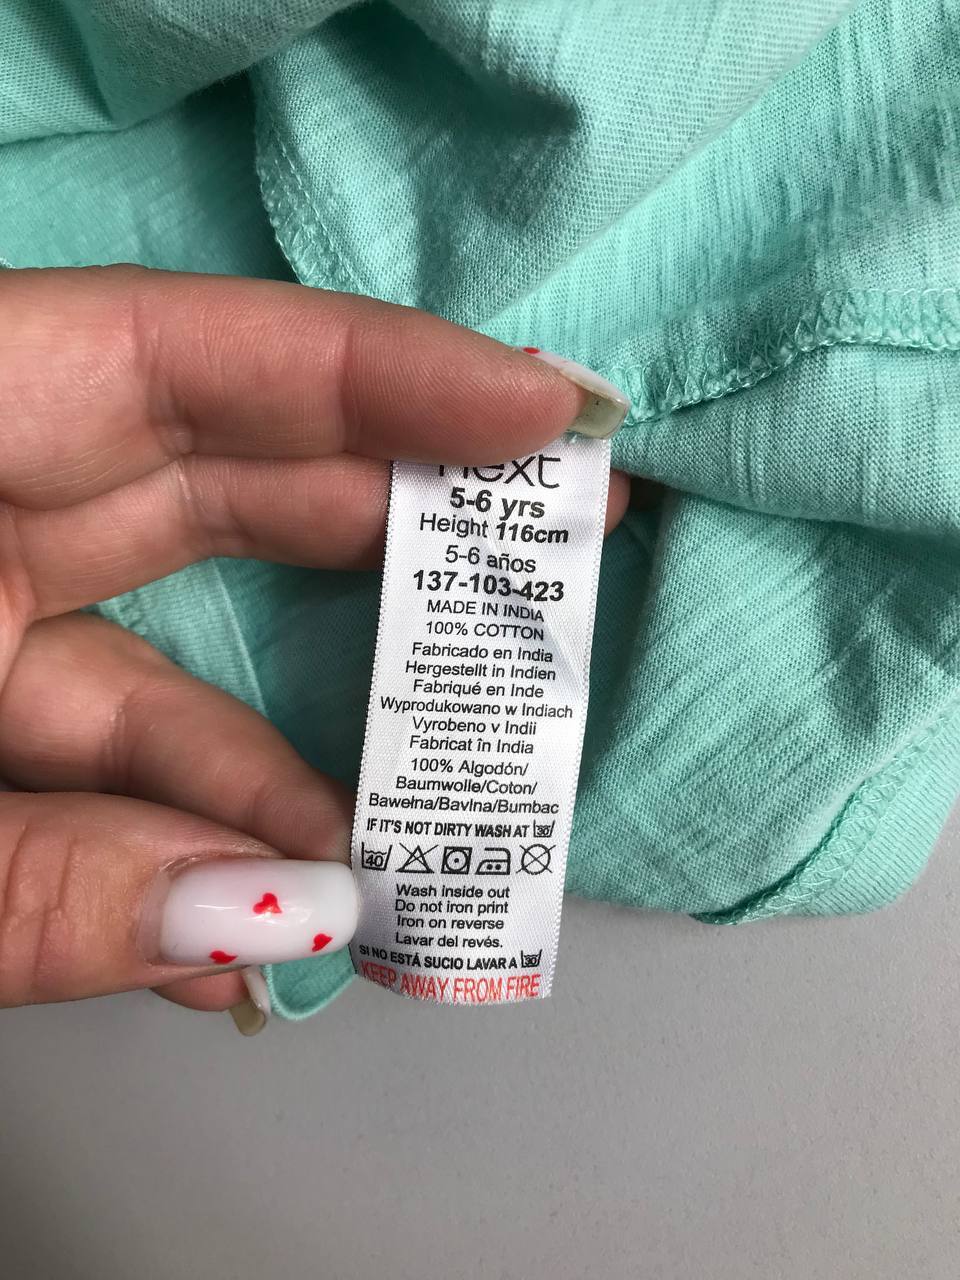 next
5-6 yrs
Height 116cm
5-6 años
137-103-423
MADE IN INDIA
100% COTTON
Fabricado en India
Hergestellt in Indien
Fabriqué en Inde
Wyprodukowano w Indiach
Vyrobeno v Indii
Fabricat în India
100% Algodón/
Baumwolle/Coton/
Bawełna/Bavlna/Bumbac
IF IT'S NOT DIRTY WASH AT 30
40
Wash inside out
Do not iron print
Iron on reverse
Lavar del revés.
SI NO ESTÁ SUCIO LAVAR A 30
KEEP AWAY FROM FIRE